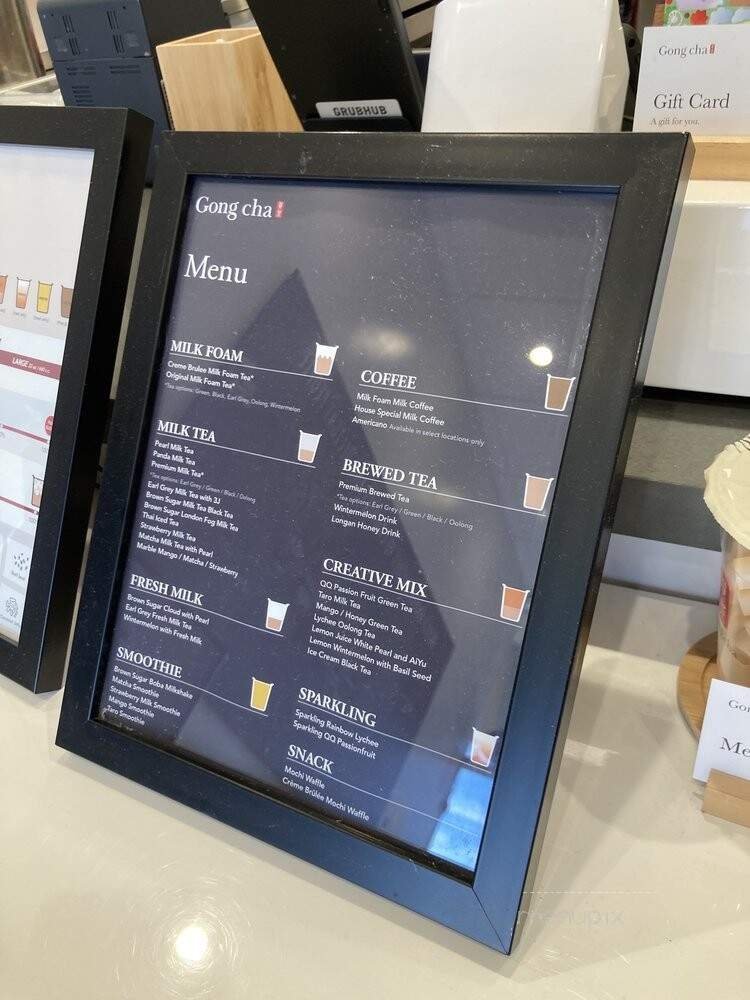 GRUBHUB
Gong cha
Gift Card
A gift for you.
Gong cha
Menu
MILK FOAM
Creme Brulee Milk Foam Tea*
Original Milk Foam Tea*
*Tea options: Green, Black, Earl Grey, Oolong, Wintermelon
MILK TEA
Pearl Milk Tea
Panda Milk Tea
Premium Milk Tea*
*Tea options: Earl Grey / Green / Black / Oolong
Earl Grey Milk Tea with 3J
Brown Sugar Milk Tea Black Tea
Brown Sugar London Fog Milk Tea
Thai Iced Tea
Strawberry Milk Tea
Matcha Milk Tea with Pearl
Marble Mango / Matcha / Strawberry
FRESH MILK
Brown Sugar Cloud with Pearl
Earl Grey Fresh Milk Tea
Wintermelon with Fresh Milk
SMOOTHIE
Brown Sugar Boba Milkshake
Matcha Smoothie
Strawberry Milk Smoothie
Mango Smoothie
Taro Smoothie
COFFEE
Milk Foam Milk Coffee
House Special Milk Coffee
Americano Available in select locations only
BREWED TEA
Premium Brewed Tea
*Tea options: Earl Grey / Green / Black / Oolong
Wintermelon Drink
Longan Honey Drink
CREATIVE MIX
QQ Passion Fruit Green Tea
Taro Milk Tea
Mango / Honey Green Tea
Lychee Oolong Tea
Lemon Juice White Pearl and AiYu
Lemon Wintermelon with Basil Seed
Ice Cream Black Tea
SPARKLING
Sparkling Rainbow Lychee
Sparkling QQ Passionfruit
SNACK
Mochi Waffle
Crème Brûlée Mochi Waffle
LARGE
Me
menupix